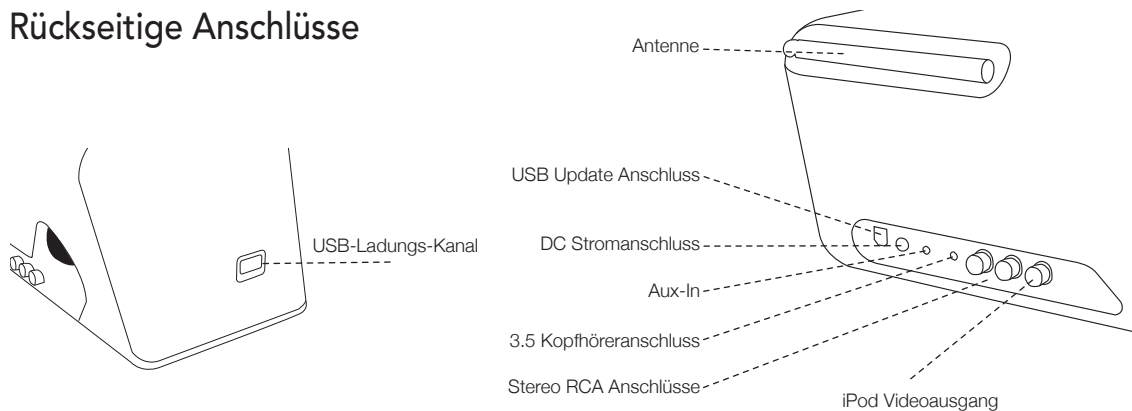 Rückseitige Anschlüsse
USB-Ladungs-Kanal
Antenne
USB Update Anschluss
DC Stromanschluss
Aux-In
3.5 Kopfhöreranschluss
Stereo RCA Anschlüsse
iPod Videoausgang